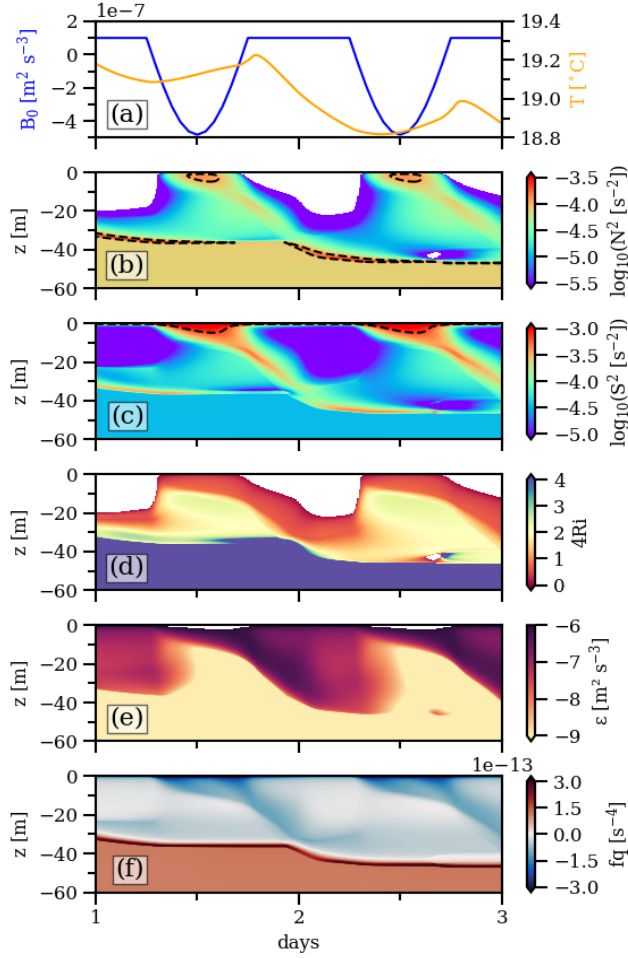 1e−7
2
0
−2
−4
B₀ [m² s⁻³]
19.4
19.2
19.0
18.8
T [°C]
(a)
0
−20
−40
−60
z [m]
(b)
−3.5
−4.0
−4.5
−5.0
−5.5
log₁₀(N² [s⁻²])
0
−20
−40
−60
z [m]
(c)
−3.0
−3.5
−4.0
−4.5
−5.0
log₁₀(S² [s⁻²])
0
−20
−40
−60
z [m]
(d)
4
3
2
1
0
4Ri
0
−20
−40
−60
z [m]
(e)
−6
−7
−8
−9
ε [m² s⁻³]
1e−13
0
−20
−40
−60
z [m]
(f)
3.0
1.5
0.0
−1.5
−3.0
fq [s⁻⁴]
1
2
3
days